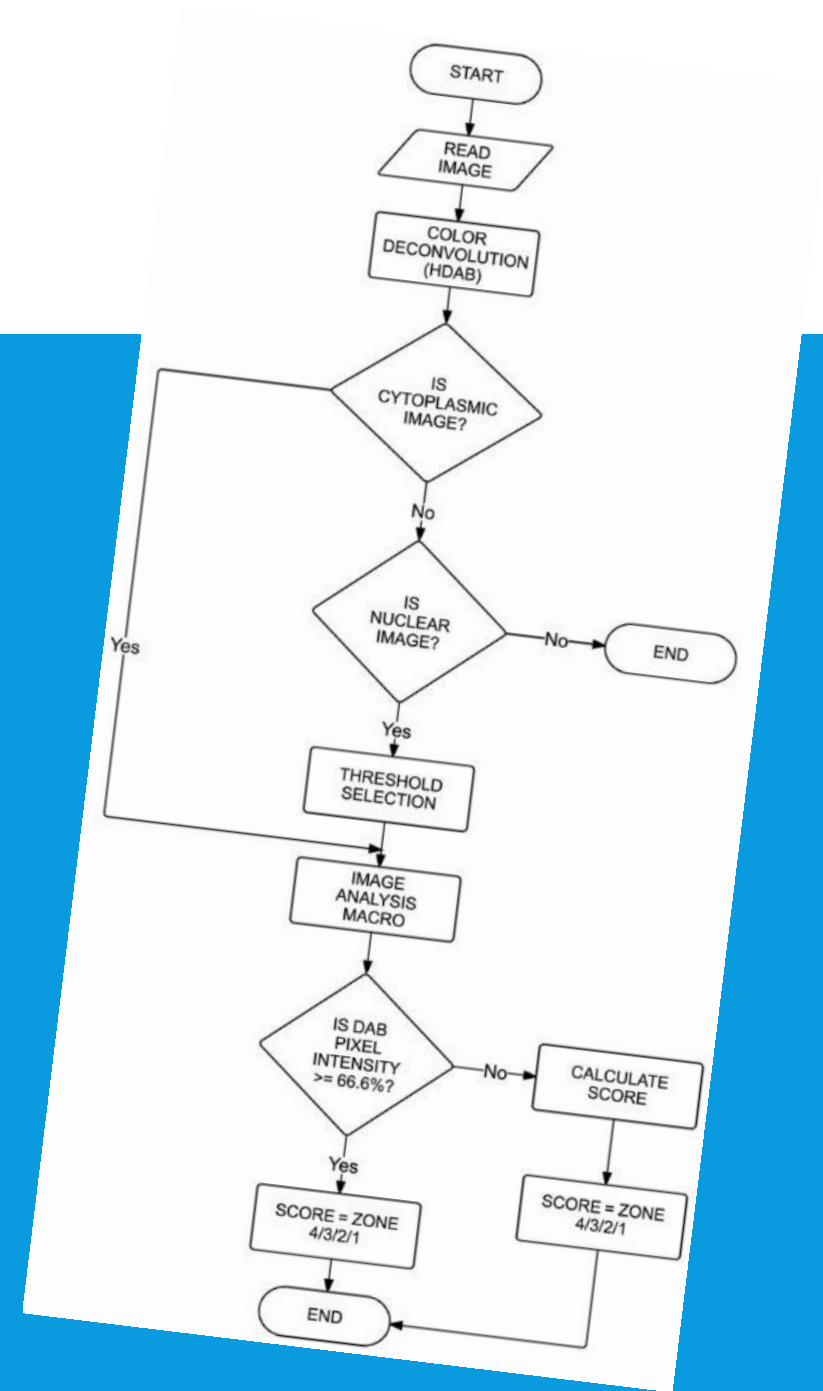 START
READ
IMAGE
COLOR
DECONVOLUTION
(HDAB)
IS
CYTOPLASMIC
IMAGE?
No
IS
NUCLEAR
IMAGE?
No
END
Yes
Yes
THRESHOLD
SELECTION
IMAGE
ANALYSIS
MACRO
IS DAB
PIXEL
INTENSITY
>= 66.6%?
No
CALCULATE
SCORE
Yes
SCORE = ZONE
4/3/2/1
SCORE = ZONE
4/3/2/1
END